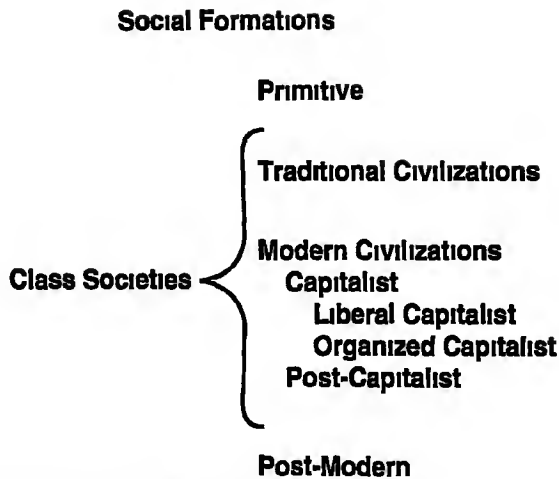 Social Formations
Primitive
Traditional Civilizations
Modern Civilizations
Class Societies
Capitalist
Liberal Capitalist
Organized Capitalist
Post-Capitalist
Post-Modern